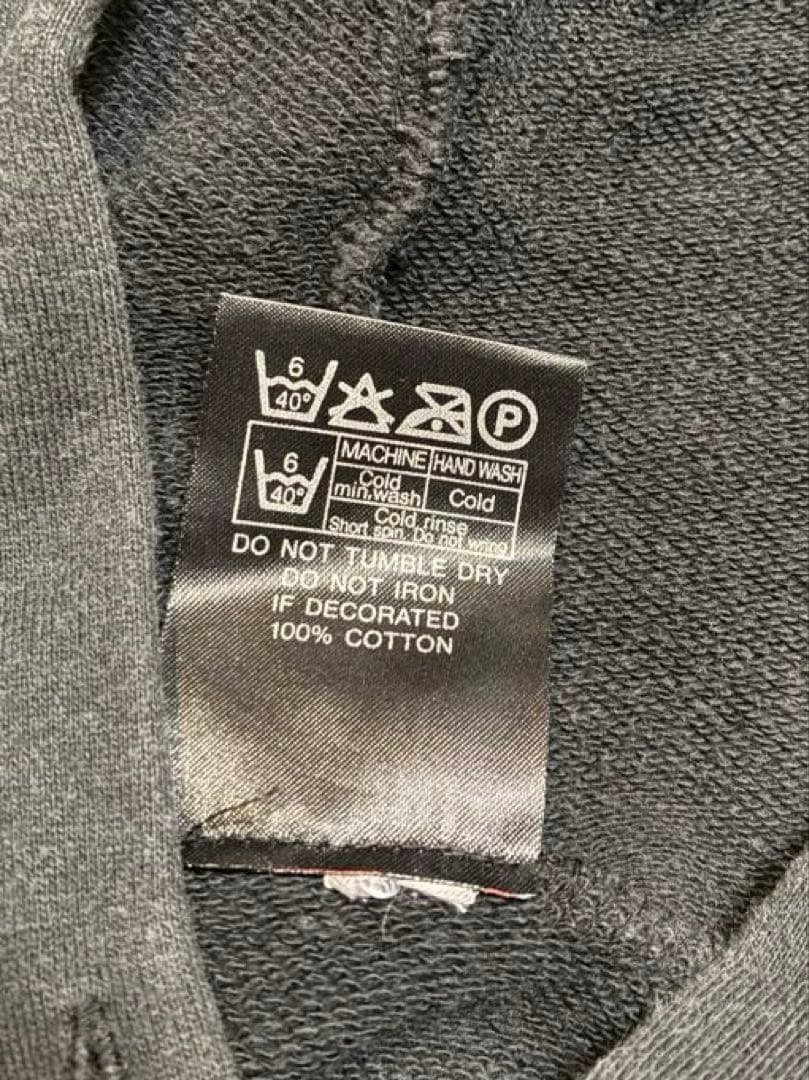 6 40° P
6 40°
MACHINE HAND WASH
Cold min.wash Cold
Cold rinse
Short spin. Do not wring
DO NOT TUMBLE DRY
DO NOT IRON
IF DECORATED
100% COTTON